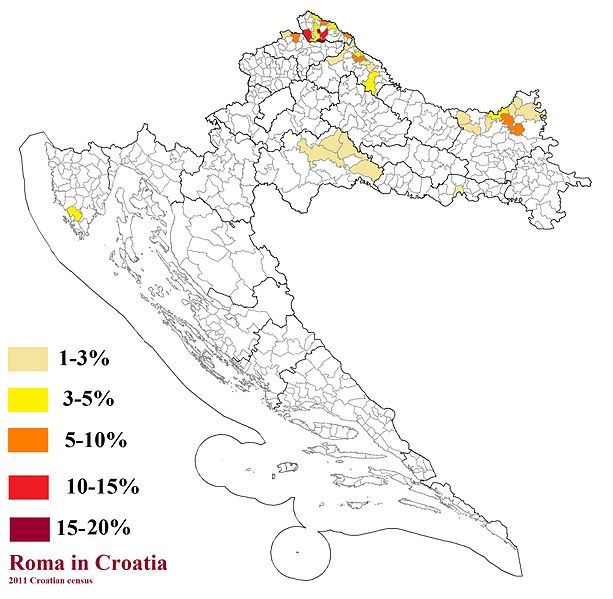 1-3%
3-5%
5-10%
10-15%
15-20%
Roma in Croatia
2011 Croatian census